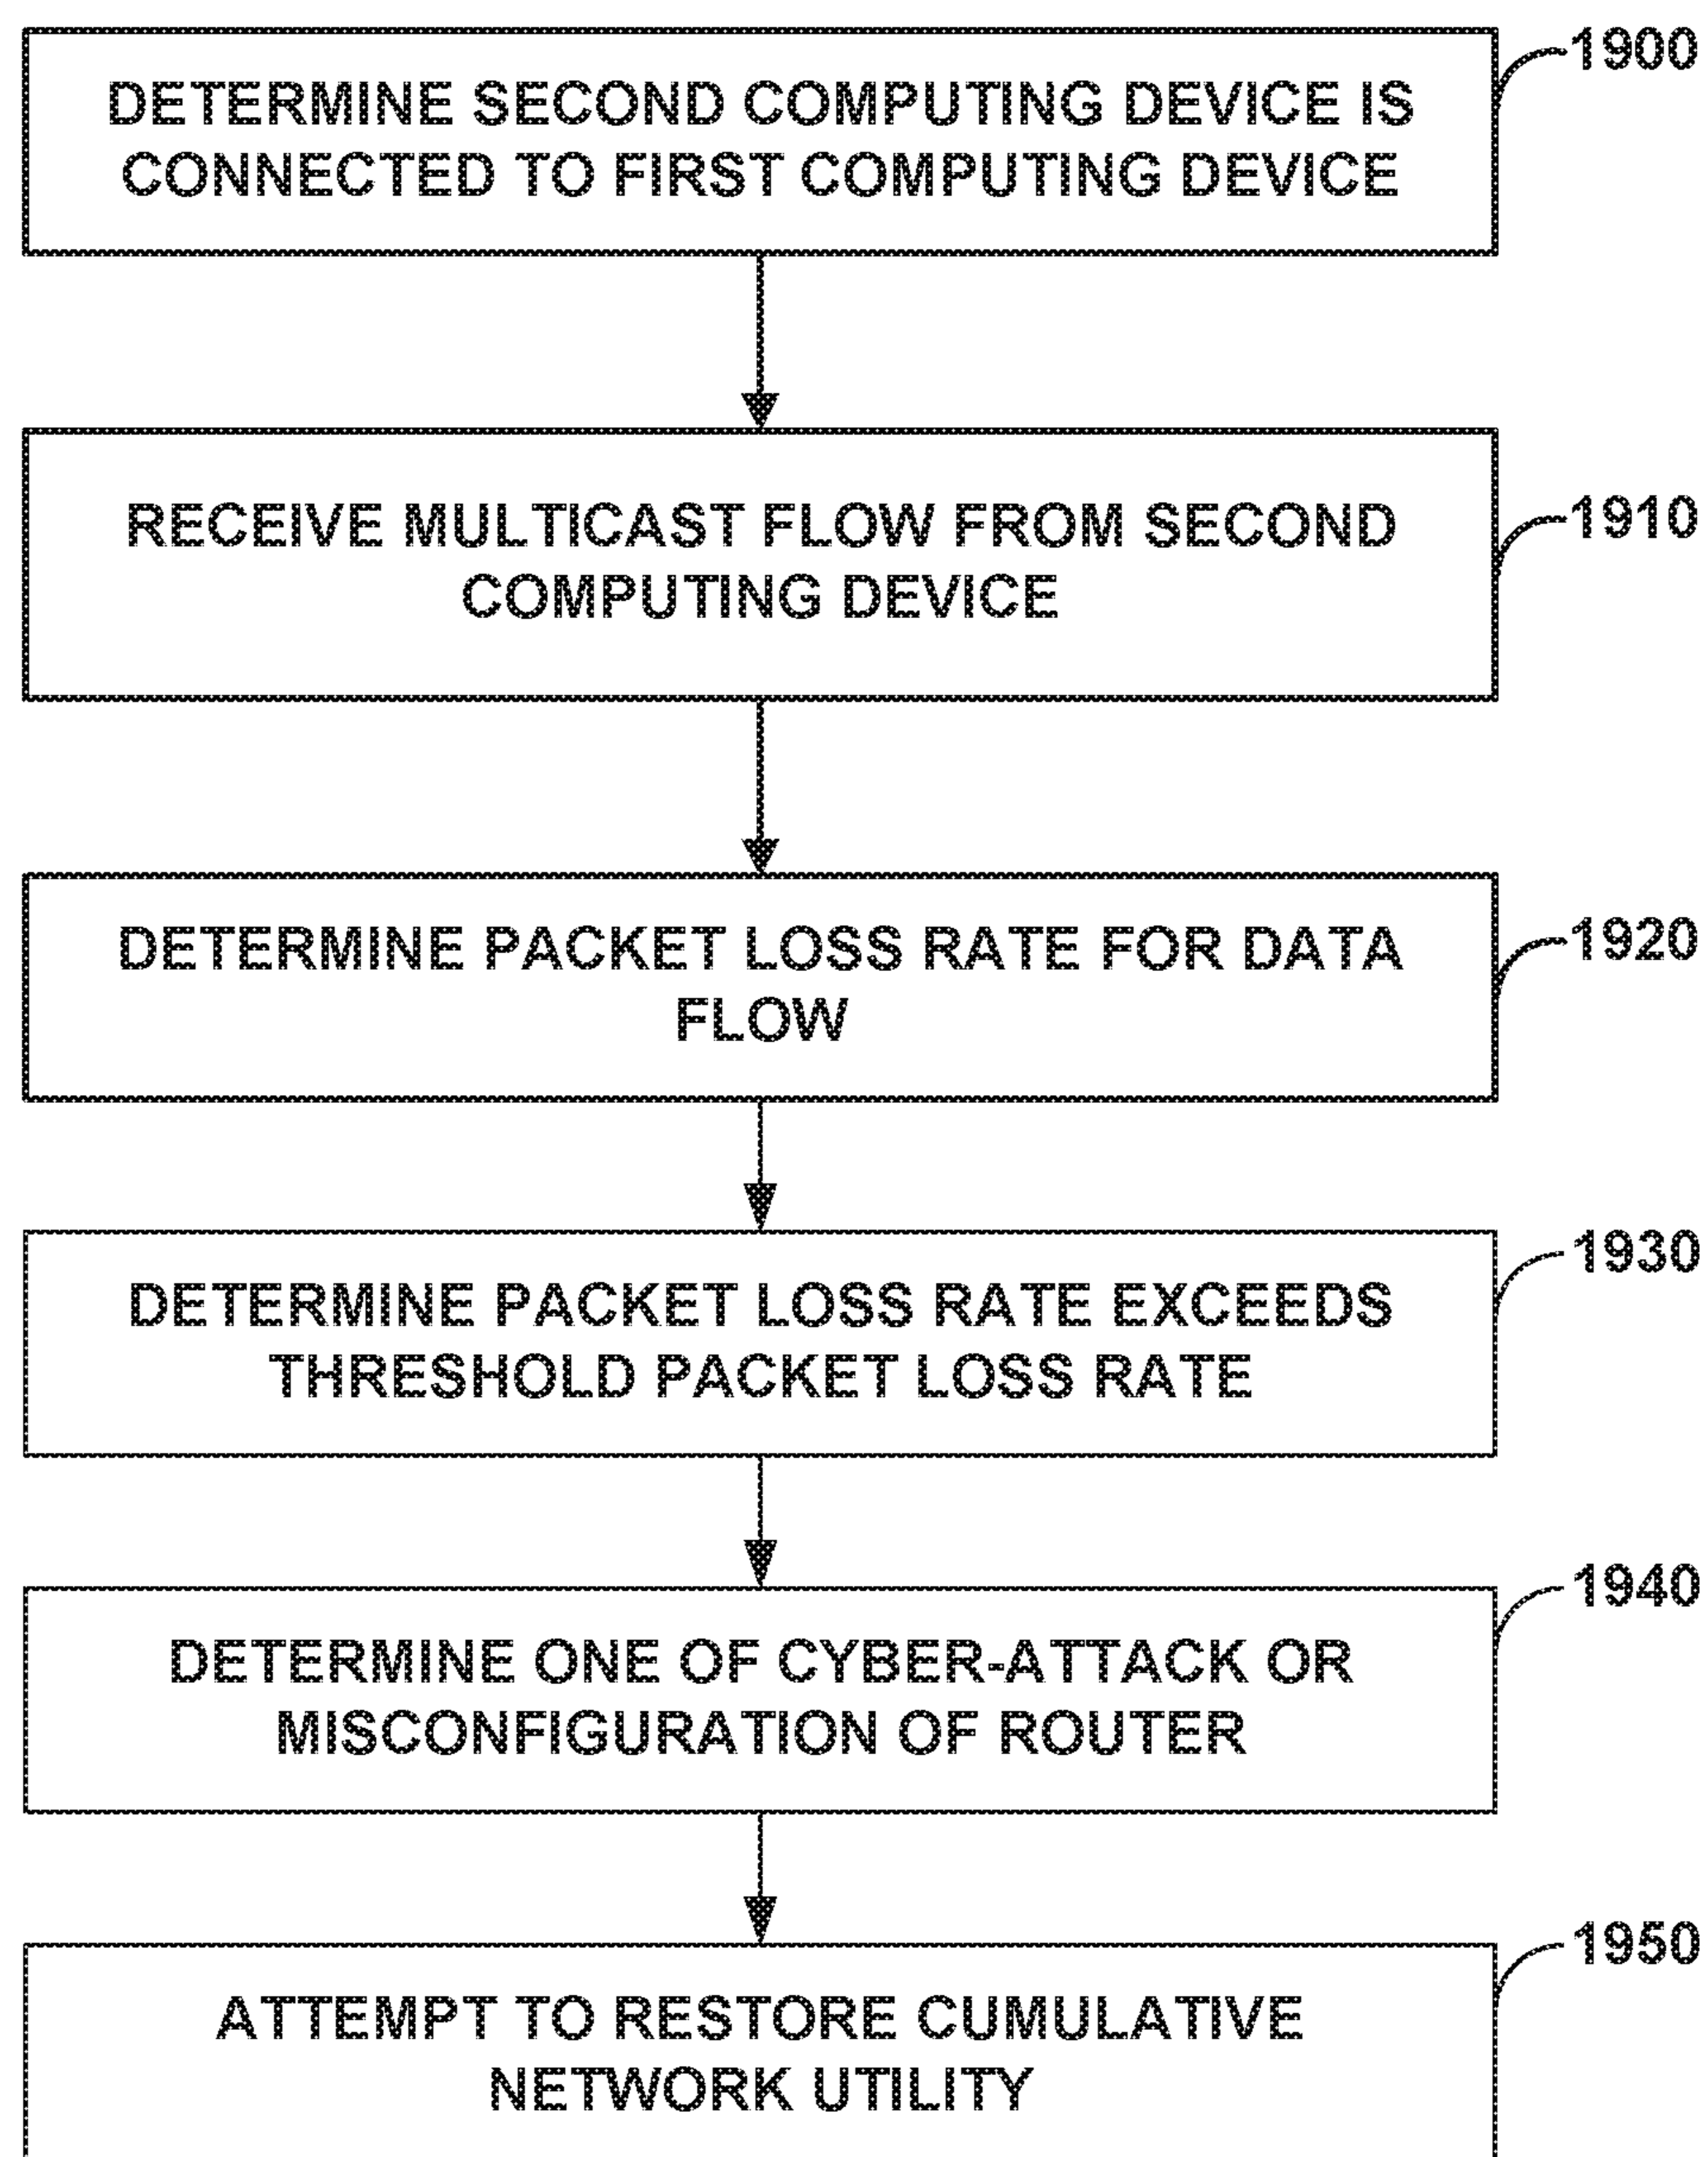 1900
DETERMINE SECOND COMPUTING DEVICE IS
CONNECTED TO FIRST COMPUTING DEVICE
1910
RECEIVE MULTICAST FLOW FROM SECOND
COMPUTING DEVICE
1920
DETERMINE PACKET LOSS RATE FOR DATA
FLOW
1930
DETERMINE PACKET LOSS RATE EXCEEDS
THRESHOLD PACKET LOSS RATE
1940
DETERMINE ONE OF CYBER-ATTACK OR
MISCONFIGURATION OF ROUTER
1950
ATTEMPT TO RESTORE CUMULATIVE
NETWORK UTILITY